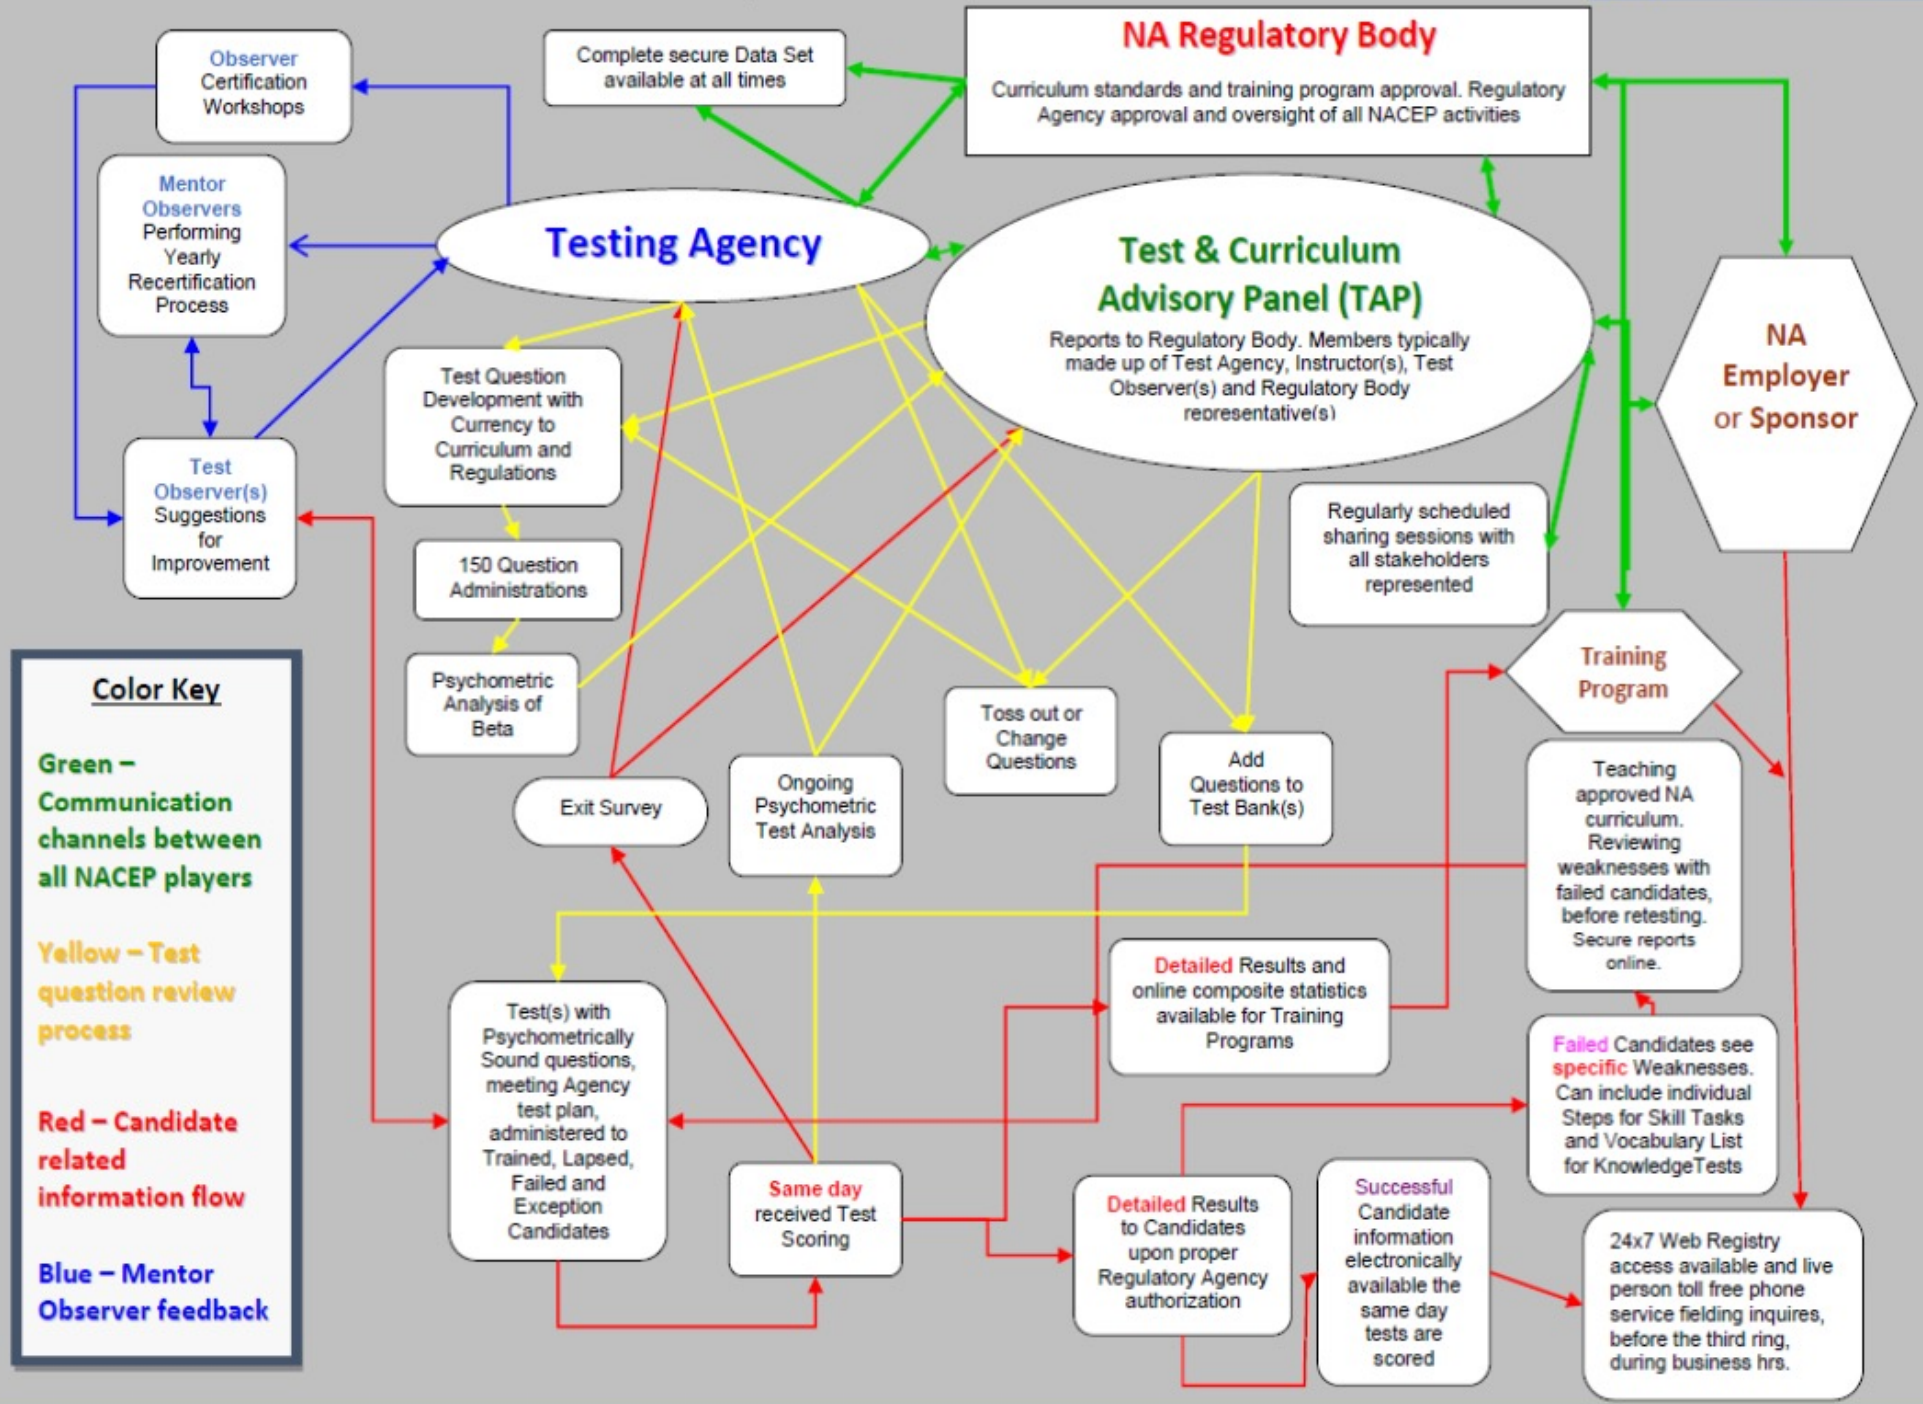 Observer
Certification
Workshops
Complete secure Data Set
available at all times
NA Regulatory Body
Curriculum standards and training program approval. Regulatory
Agency approval and oversight of all NACEP activities
Mentor
Observers
Performing
Yearly
Recertification
Process
Testing Agency
Test & Curriculum
Advisory Panel (TAP)
Reports to Regulatory Body. Members typically
made up of Test Agency, Instructor(s), Test
Observer(s) and Regulatory Body
representative(s)
NA
Employer
or Sponsor
Test Question
Development with
Currency to
Curriculum and
Regulations
Test
Observer(s)
Suggestions
for
Improvement
150 Question
Administrations
Regularly scheduled
sharing sessions with
all stakeholders
represented
Psychometric
Analysis of
Beta
Training
Program
Toss out or
Change
Questions
Exit Survey
Ongoing
Psychometric
Test Analysis
Add
Questions to
Test Bank(s)
Teaching
approved NA
curriculum.
Reviewing
weaknesses with
failed candidates,
before retesting.
Secure reports
online.
Color Key
Green –
Communication
channels between
all NACEP players
Yellow – Test
question review
process
Red – Candidate
related
information flow
Blue – Mentor
Observer feedback
Test(s) with
Psychometrically
Sound questions,
meeting Agency
test plan,
administered to
Trained, Lapsed,
Failed and
Exception
Candidates
Same day
received Test
Scoring
Detailed Results and
online composite statistics
available for Training
Programs
Failed Candidates see
specific Weaknesses.
Can include individual
Steps for Skill Tasks
and Vocabulary List
for KnowledgeTests
Detailed Results
to Candidates
upon proper
Regulatory Agency
authorization
Successful
Candidate
information
electronically
available the
same day
tests are
scored
24x7 Web Registry
access available and live
person toll free phone
service fielding inquires,
before the third ring,
during business hrs.